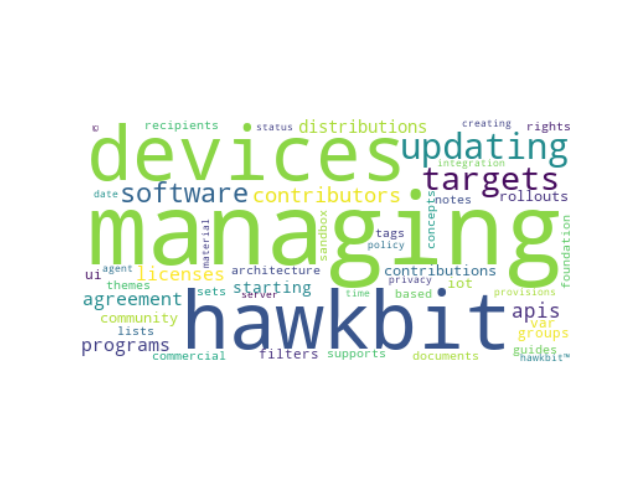 © recipients status distributions creating rights
devices updating
integration
targets
date software contributors notes rollouts
managing
material sandbox tags concepts foundation
policy
ui agent licenses architecture contributions
privacy
themes starting iot
agreement sets server time based provisions
hawkbit apis
community var
lists groups
programs guides
commercial filters supports documents hawkbit™